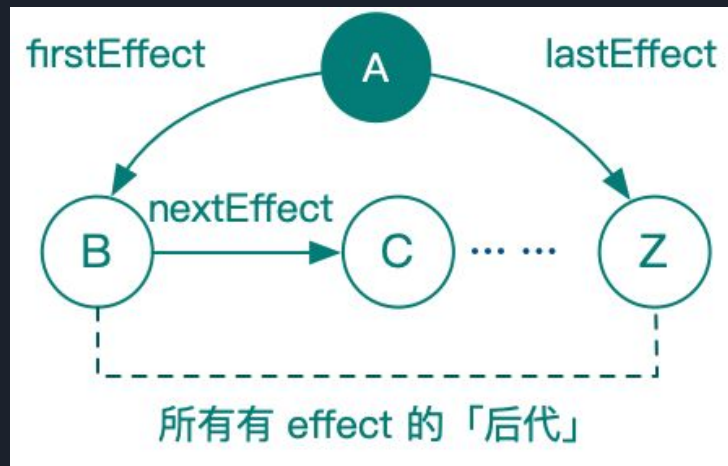 firstEffect
A
lastEffect
nextEffect
B
C
... ...
Z
所有有 effect 的「后代」